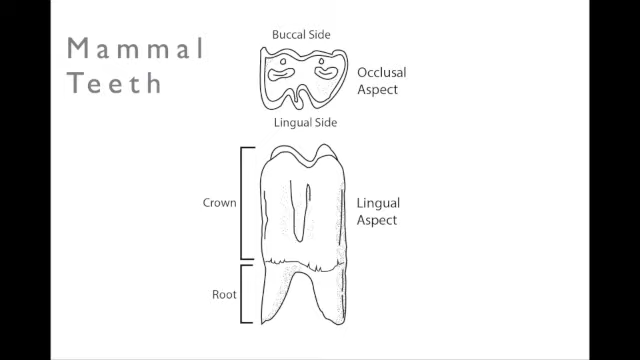 Mammal
Teeth
Buccal Side
Occlusal
Aspect
Lingual Side
Crown
Lingual
Aspect
Root